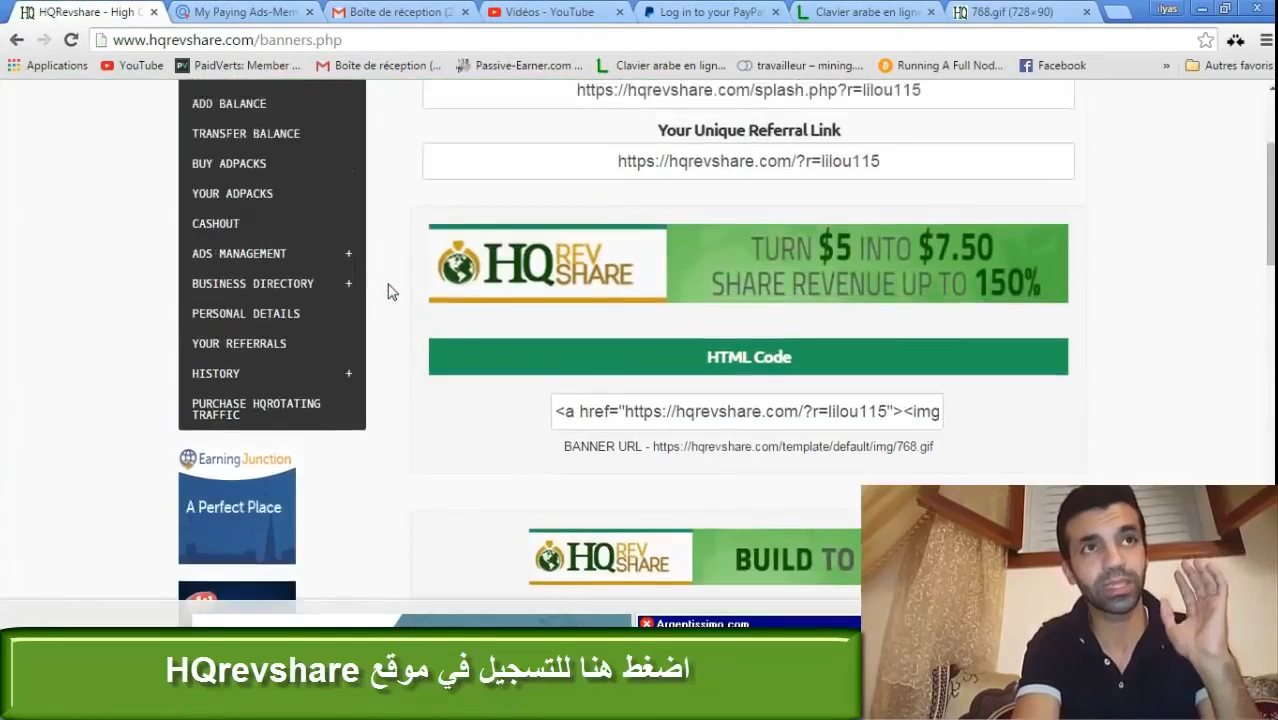 HQRevshare - High
My Paying Ads-Mem
Boîte de réception (2
Vidéos - YouTube
Log in to your PayPa
Clavier arabe en ligne
768.gif (728×90)
ilyas
www.hqrevshare.com/banners.php
Applications
YouTube
PaidVerts: Member ...
Boîte de réception (...
Passive-Earner.com ...
Clavier arabe en lign...
travailleur – mining....
Running A Full Nod...
Facebook
»
Autres favoris
ADD BALANCE
TRANSFER BALANCE
BUY ADPACKS
YOUR ADPACKS
CASHOUT
ADS MANAGEMENT +
BUSINESS DIRECTORY +
PERSONAL DETAILS
YOUR REFERRALS
HISTORY +
PURCHASE HQROTATING
TRAFFIC
EarningJunction
A Perfect Place
https://hqrevshare.com/splash.php?r=lilou115
Your Unique Referral Link
https://hqrevshare.com/?r=lilou115
HQ REV SHARE
TURN $5 INTO $7.50
SHARE REVENUE UP TO 150%
HTML Code
<a href="https://hqrevshare.com/?r=lilou115"><img
BANNER URL - https://hqrevshare.com/template/default/img/768.gif
HQ REV SHARE
BUILD TO
Argentissimo.com
اضغط هنا للتسجيل في موقع HQrevshare